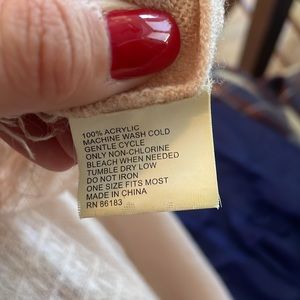 100% ACRYLIC
MACHINE WASH COLD
GENTLE CYCLE
ONLY NON-CHLORINE
BLEACH WHEN NEEDED
TUMBLE DRY LOW
DO NOT IRON
ONE SIZE FITS MOST
MADE IN CHINA
RN 86183